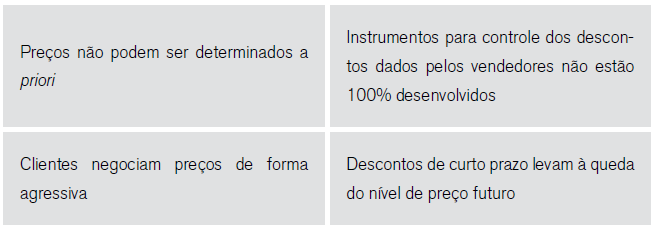 Preços não podem ser determinados a
priori
Instrumentos para controle dos descon-
tos dados pelos vendedores não estão
100% desenvolvidos
Clientes negociam preços de forma
agressiva
Descontos de curto prazo levam à queda
do nível de preço futuro